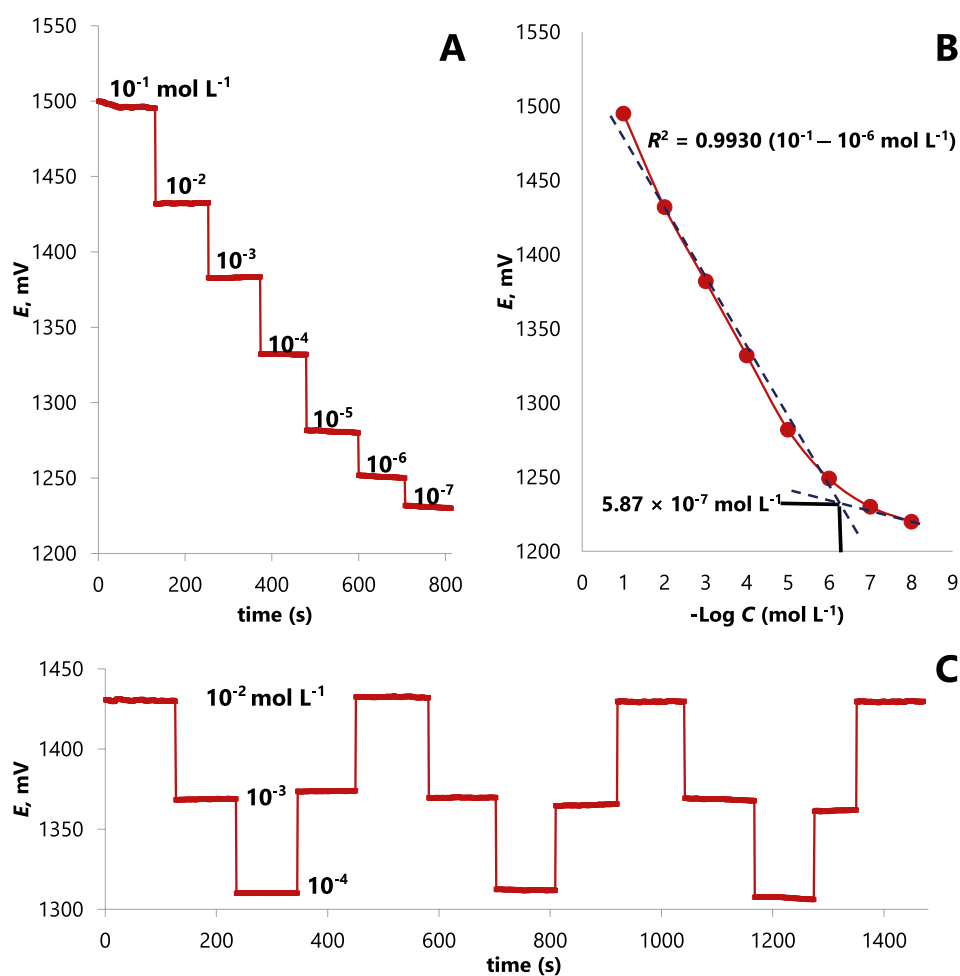 A
1550
1500
1450
1400
1350
1300
1250
1200
E, mV
10⁻¹ mol L⁻¹
10⁻²
10⁻³
10⁻⁴
10⁻⁵
10⁻⁶
10⁻⁷
0 200 400 600 800
time (s)
B
1550
1500
1450
1400
1350
1300
1250
1200
E, mV
R² = 0.9930 (10⁻¹ – 10⁻⁶ mol L⁻¹)
5.87 × 10⁻⁷ mol L⁻¹
0 1 2 3 4 5 6 7 8 9
-Log C (mol L⁻¹)
C
1450
1400
1350
1300
E, mV
10⁻² mol L⁻¹
10⁻³
10⁻⁴
0 200 400 600 800 1000 1200 1400
time (s)